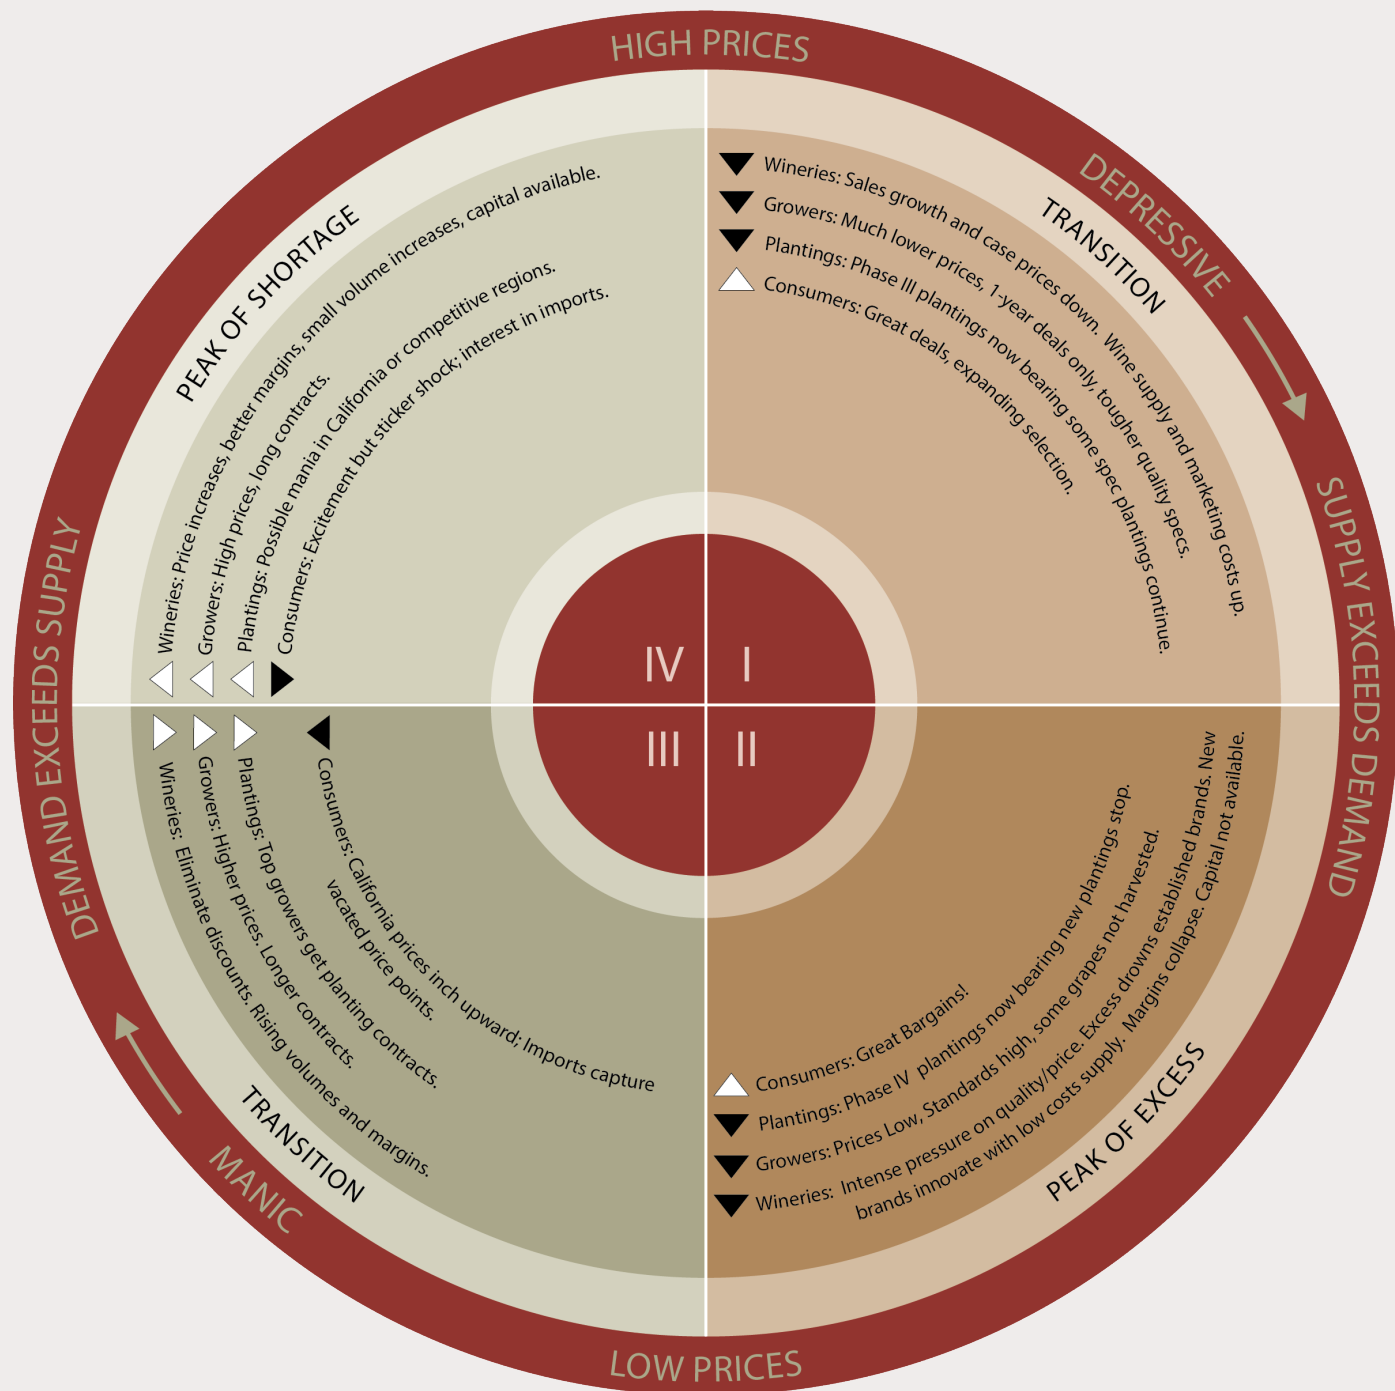 HIGH PRICES
DEPRESSIVE
SUPPLY EXCEEDS DEMAND
LOW PRICES
MANIC
DEMAND EXCEEDS SUPPLY
TRANSITION
Wineries: Sales growth and case prices down. Wine supply and marketing costs up.
Growers: Much lower prices, 1-year deals only, tougher quality specs.
Plantings: Phase III plantings now bearing some spec plantings continue.
Consumers: Great deals, expanding selection.
I
II
Consumers: Great Bargains!
Plantings: Phase IV plantings now bearing new plantings stop.
Growers: Prices Low, Standards high, some grapes not harvested.
Wineries: Intense pressure on quality/price. Excess drowns established brands. New
brands innovate with low costs supply. Margins collapse. Capital not available.
PEAK OF EXCESS
III
Consumers: California prices inch upward; Imports capture
vacated price points.
Plantings: Top growers get planting contracts.
Growers: Higher prices. Longer contracts.
Wineries: Eliminate discounts. Rising volumes and margins.
TRANSITION
IV
PEAK OF SHORTAGE
Wineries: Price increases, better margins, small volume increases, capital available.
Growers: High prices, long contracts.
Plantings: Possible mania in California or competitive regions.
Consumers: Excitement but sticker shock; interest in imports.